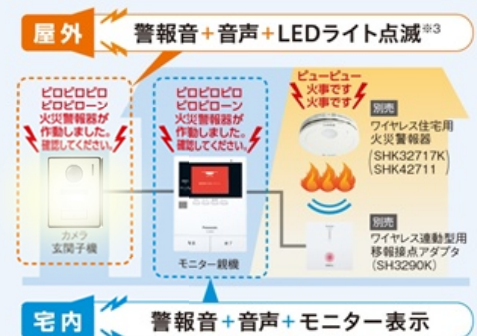 屋外
警報音+音声+LEDライト点滅※3
ピロピロピロ
ピロピローン
火災警報器が
作動しました。
確認してください。
カメラ
玄関子機
ピロピロピロ
ピロピローン
火災警報器が
作動しました。
確認してください。
Panasonic
モニター親機
ピューピュー
火事です
火事です
別売
ワイヤレス住宅用
火災警報器
(SHK32717K)
(SHK42711)
別売
ワイヤレス連動型用
移報接点アダプタ
(SH3290K)
宅内
警報音+音声+モニター表示